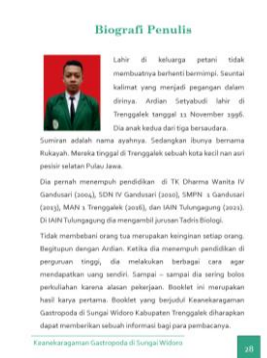 Biografi Penulis
Lahir di keluarga petani tidak
membuatnya berhenti bermimpi. Seuntai
kalimat yang menjadi pegangan dalam
dirinya. Ardian Setyabudi lahir di
Trenggalek tanggal 11 November 1996.
Dia anak kedua dari tiga bersaudara.
Sumiran adalah nama ayahnya. Sedangkan ibunya bernama
Rukayah. Mereka tinggal di Trenggalek sebuah kota kecil nan asri
pesisir selatan Pulau Jawa.
Dia pernah menempuh pendidikan di TK Dharma Wanita IV
Gandusari (2004), SDN IV Gandusari (2010), SMPN 1 Gandusari
(2013), MAN 1 Trenggalek (2016), dan IAIN Tulungagung (2021).
Di IAIN Tulungagung dia mengambil jurusan Tadris Biologi.
Tidak membebani orang tua merupakan keinginan setiap orang.
Begitupun dengan Ardian. Ketika dia menempuh pendidikan di
perguruan tinggi, dia melakukan berbagai cara agar
mendapatkan uang sendiri. Sampai – sampai dia sering bolos
perkuliahan karena alasan pekerjaan. Booklet ini merupakan
hasil karya pertama. Booklet yang berjudul Keanekaragaman
Gastropoda di Sungai Widoro Kabupaten Trenggalek diharapkan
dapat memberikan sebuah informasi bagi para pembacanya.
Keanekaragaman Gastropoda di Sungai Widoro
28